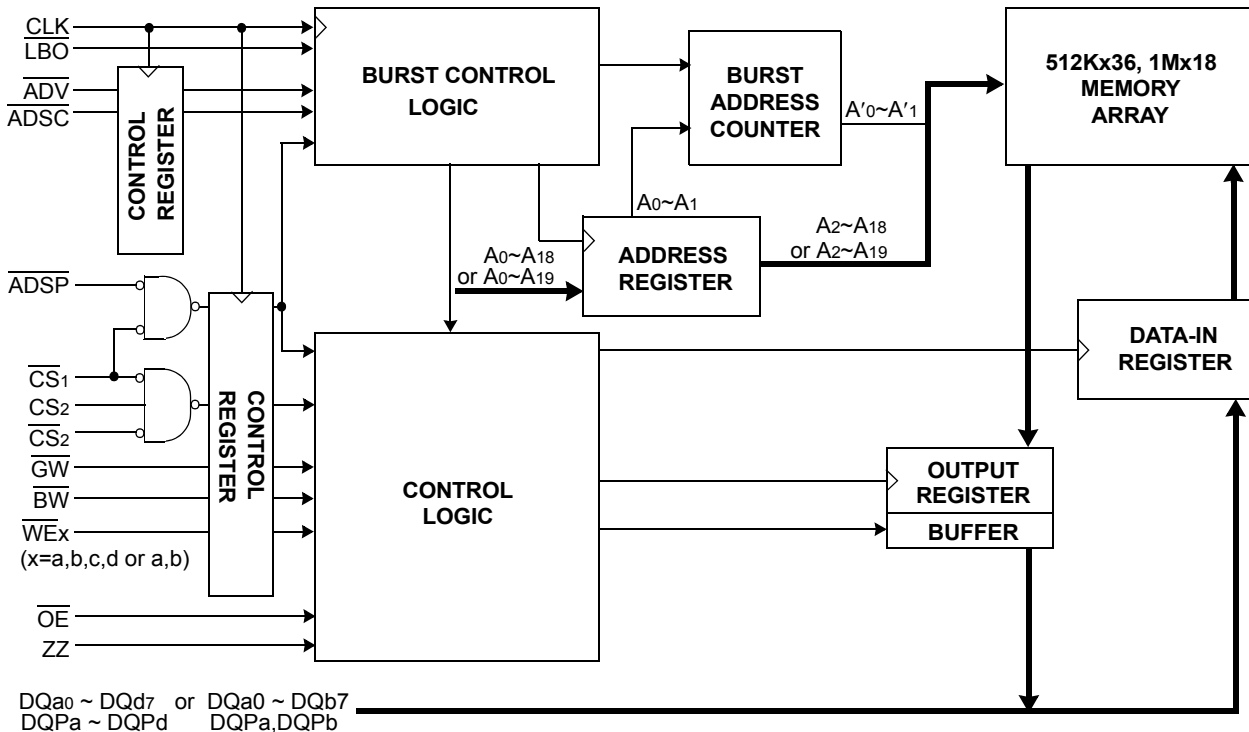 CLK
LBO
ADV
ADSC
CONTROL
REGISTER
BURST CONTROL
LOGIC
BURST
ADDRESS
COUNTER
A′0~A′1
512Kx36, 1Mx18
MEMORY
ARRAY
A0~A1
A2~A18
or A2~A19
A0~A18
or A0~A19
ADDRESS
REGISTER
ADSP
CS1
CS2
CS2
GW
BW
WEx
(x=a,b,c,d or a,b)
CONTROL
REGISTER
CONTROL
LOGIC
DATA-IN
REGISTER
OUTPUT
REGISTER
BUFFER
OE
ZZ
DQa0 ~ DQd7 or DQa0 ~ DQb7
DQPa ~ DQPd DQPa,DQPb